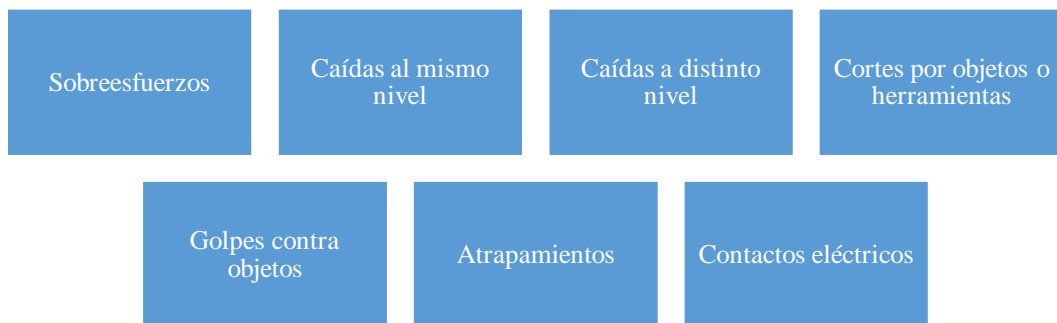 Sobreesfuerzos
Caídas al mismo
nivel
Caídas a distinto
nivel
Cortes por objetos o
herramientas
Golpes contra
objetos
Atrapamientos
Contactos eléctricos